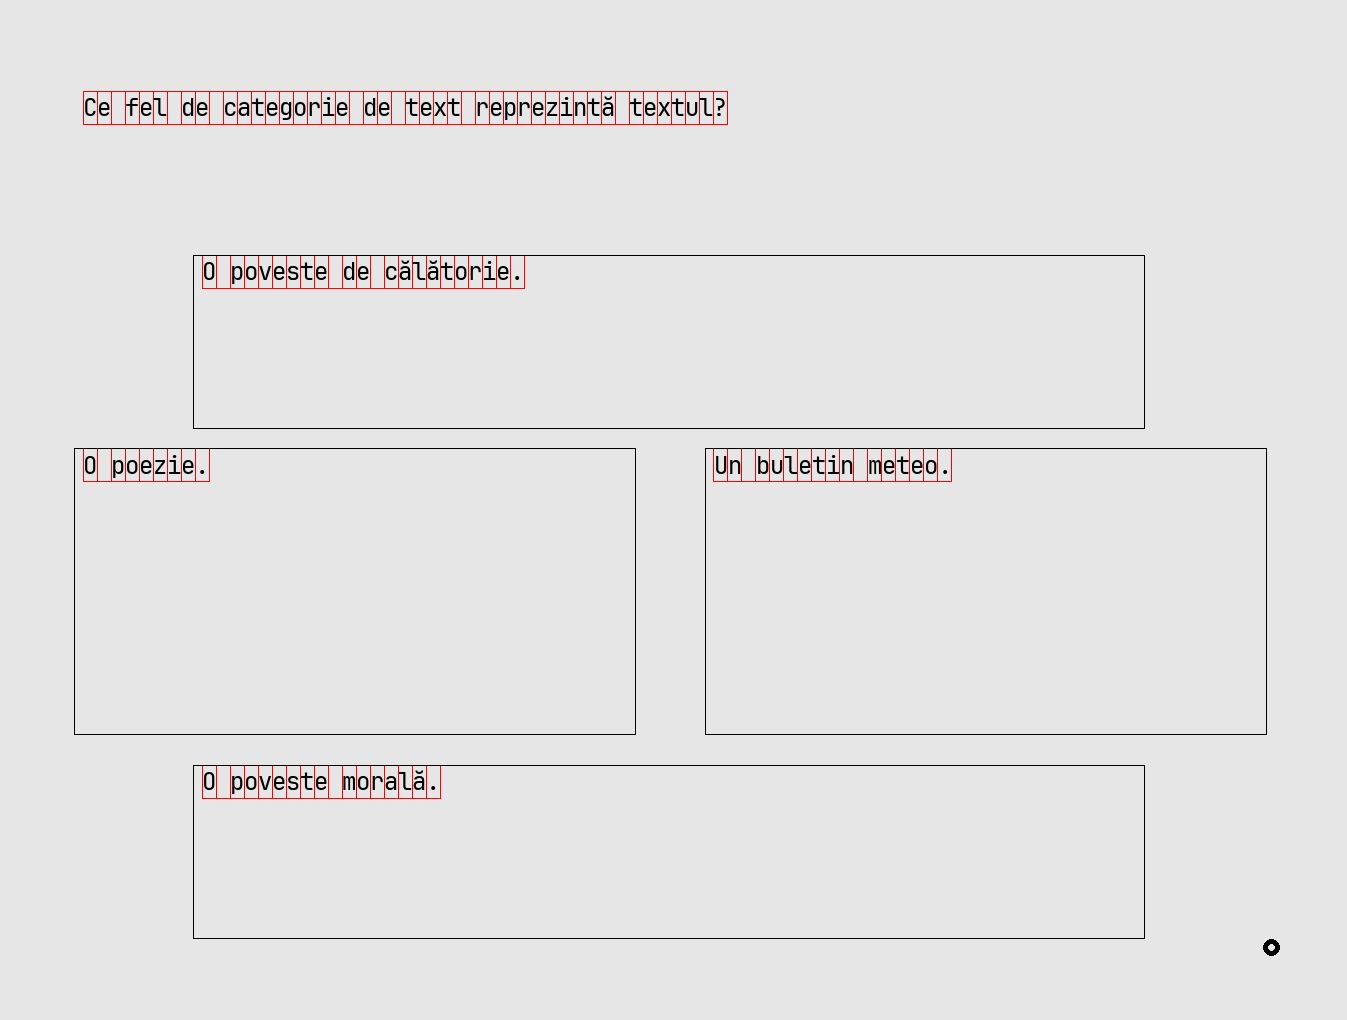 Ce fel de categorie de text reprezintă textul?
O poveste de călătorie.
O poezie.
Un buletin meteo.
O poveste morală.